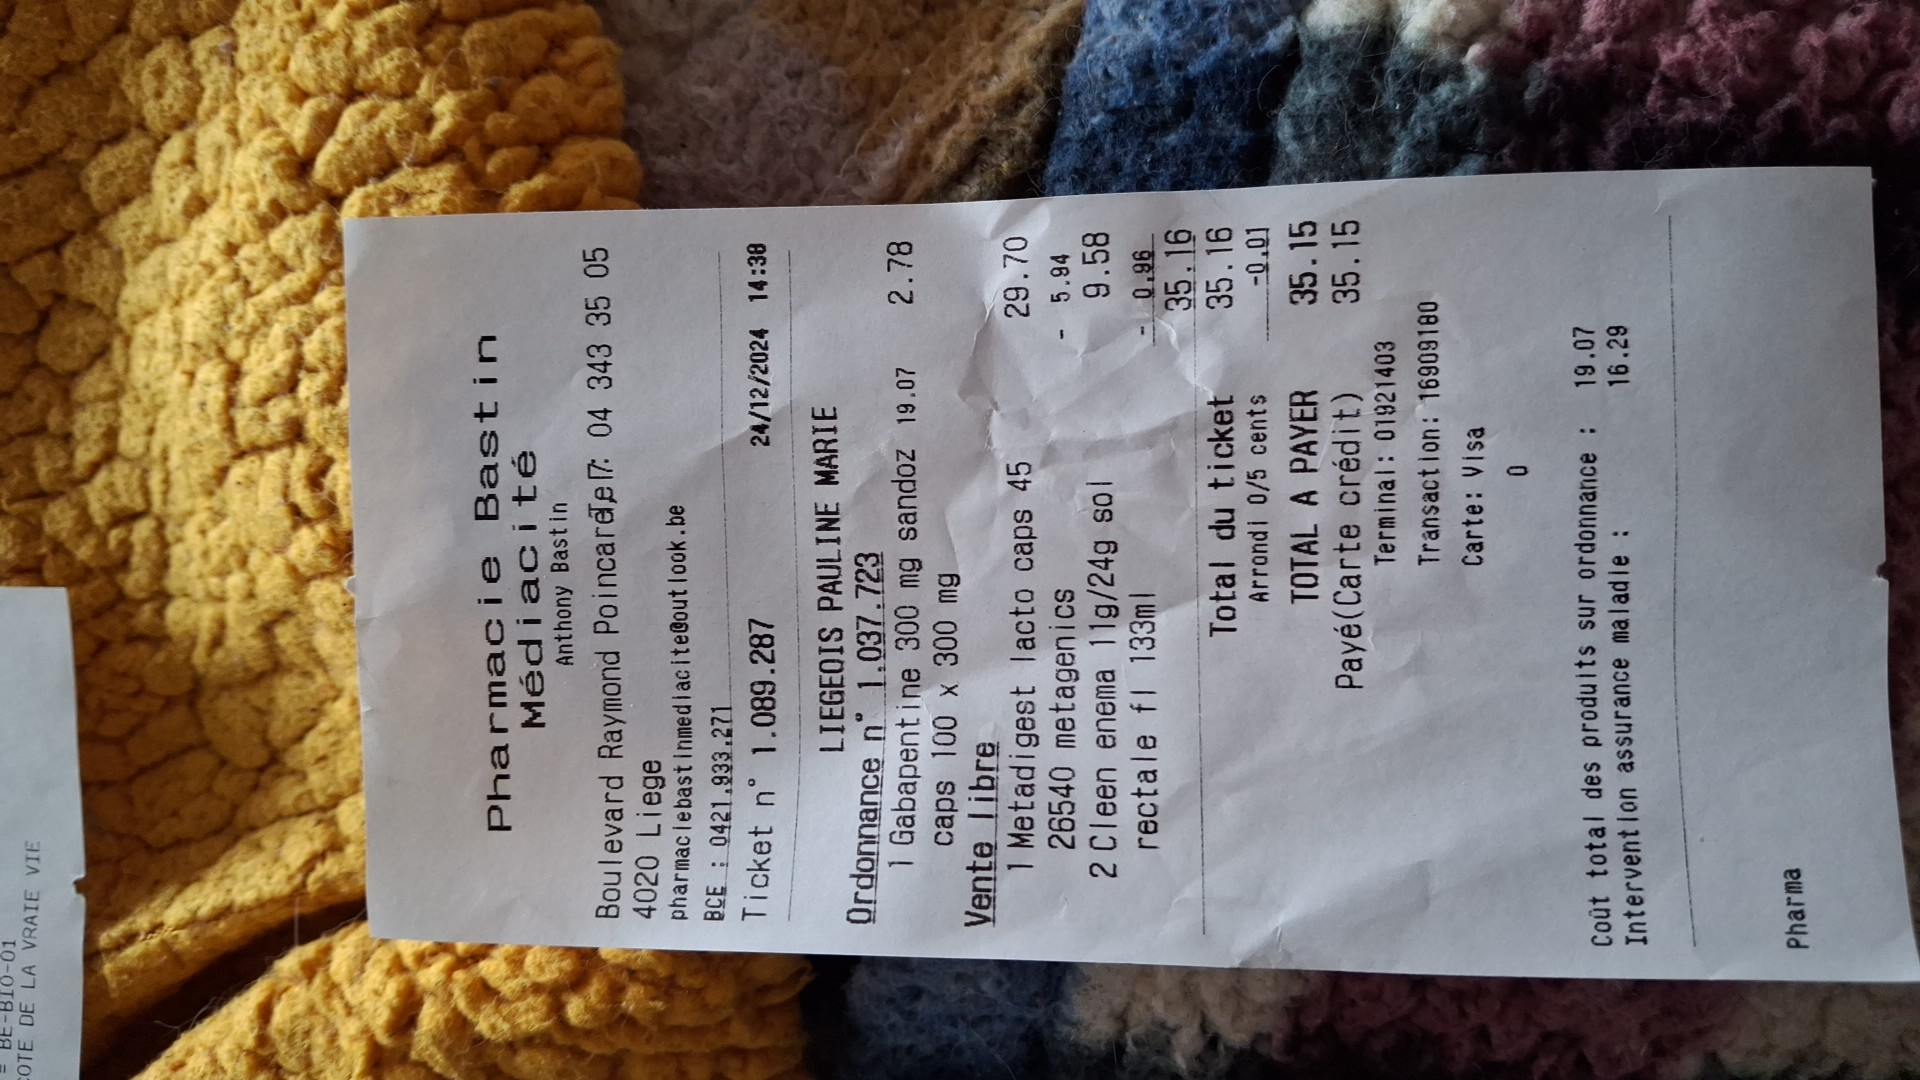 Pharmacie Bastin
Médiacité
Anthony Bastin
Boulevard Raymond Poincaré, 7: 04 343 35 05
4020 Liege
pharmaciebastinmediacite@outlook.be
BCE : 0421.933.271
Ticket n° 1.089.287 24/12/2024 14:38
LIEGEOIS PAULINE MARIE
Ordonnance n° 1.037.723
1 Gabapentine 300 mg sandoz 19.07 2.78
caps 100 x 300 mg
Vente libre
1 Metadigest lacto caps 45 29.70
26540 metagenics - 5.94
2 Cleen enema 11g/24g sol 9.58
rectale fl 133ml - 0.96
35.16
Total du ticket 35.16
Arrondi 0/5 cents -0.01
TOTAL A PAYER 35.15
Payé(Carte crédit) 35.15
Terminal: 01921403
Transaction: 16909180
Carte: Visa
0
Coût total des produits sur ordonnance : 19.07
Intervention assurance maladie : 16.29
Pharma
= BE-BIO-01
COTE DE LA VRAIE VIE